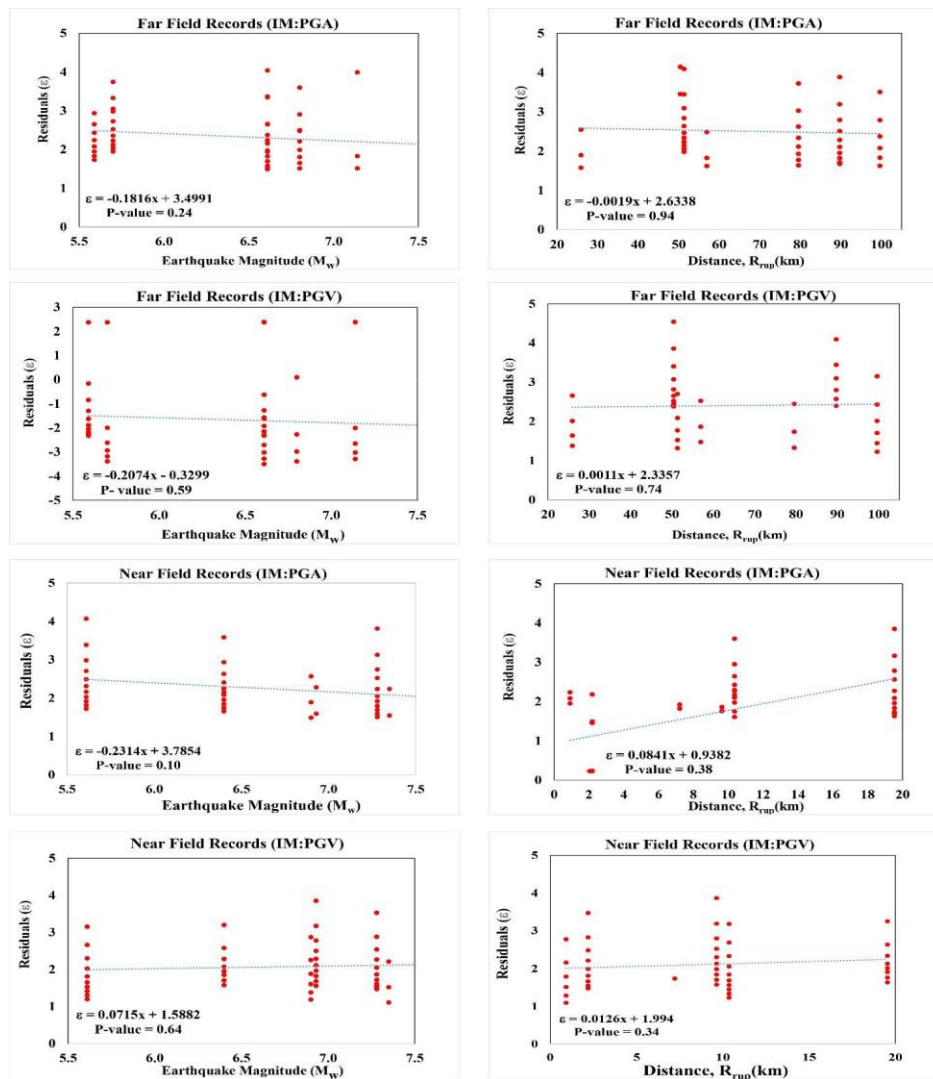 Far Field Records (IM:PGA)
5
4
3
2
1
0
Residuals (ε)
ε = -0.1816x + 3.4991
P-value = 0.24
5.5 6.0 6.5 7.0 7.5
Earthquake Magnitude (Mw)
Far Field Records (IM:PGA)
5
4
3
2
1
0
Residuals (ε)
ε = -0.0019x + 2.6338
P-value = 0.94
20 30 40 50 60 70 80 90 100
Distance, Rrup(km)
Far Field Records (IM:PGV)
3
2
1
0
-1
-2
-3
-4
-5
Residuals (ε)
ε = -0.2074x - 0.3299
P- value = 0.59
5.5 6.0 6.5 7.0 7.5
Earthquake Magnitude (Mw)
Far Field Records (IM:PGV)
5
4
3
2
1
0
Residuals (ε)
ε = 0.0011x + 2.3357
P-value = 0.74
20 30 40 50 60 70 80 90 100
Distance, Rrup(km)
Near Field Records (IM:PGA)
5
4
3
2
1
0
Residuals (ε)
ε = -0.2314x + 3.7854
P-value = 0.10
5.5 6.0 6.5 7.0 7.5
Earthquake Magnitude (Mw)
Near Field Records (IM:PGA)
5
4
3
2
1
0
Residuals (ε)
ε = 0.0841x + 0.9382
P-value = 0.38
0 2 4 6 8 10 12 14 16 18 20
Distance, Rrup(km)
Near Field Records (IM:PGV)
5
4
3
2
1
0
Residuals (ε)
ε = 0.0715x + 1.5882
P-value = 0.64
5.5 6.0 6.5 7.0 7.5
Earthquake Magnitude (Mw)
Near Field Records (IM:PGV)
5
4
3
2
1
0
Residuals (ε)
ε = 0.0126x + 1.994
P-value = 0.34
0 5 10 15 20
Distance, Rrup(km)